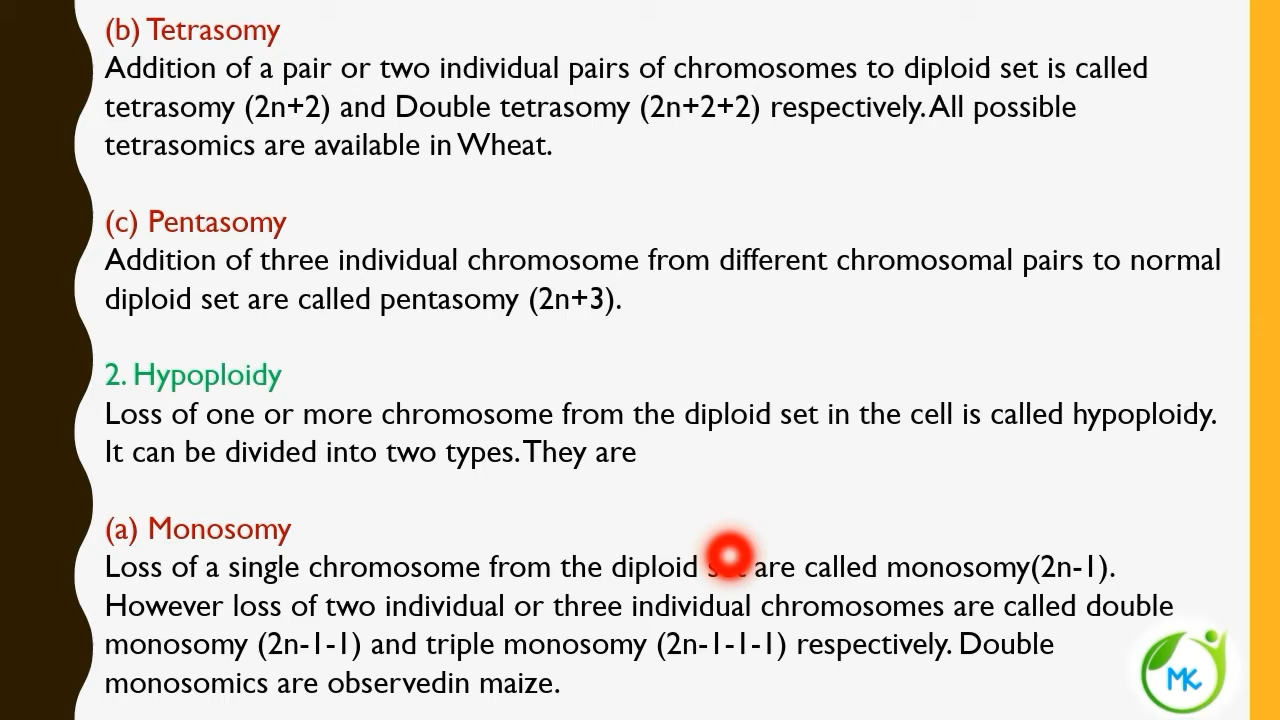 (b) Tetrasomy
Addition of a pair or two individual pairs of chromosomes to diploid set is called
tetrasomy (2n+2) and Double tetrasomy (2n+2+2) respectively. All possible
tetrasomics are available in Wheat.
(c) Pentasomy
Addition of three individual chromosome from different chromosomal pairs to normal
diploid set are called pentasomy (2n+3).
2. Hypoploidy
Loss of one or more chromosome from the diploid set in the cell is called hypoploidy.
It can be divided into two types. They are
(a) Monosomy
Loss of a single chromosome from the diploid set are called monosomy(2n-1).
However loss of two individual or three individual chromosomes are called double
monosomy (2n-1-1) and triple monosomy (2n-1-1-1) respectively. Double
monosomics are observedin maize.
MK